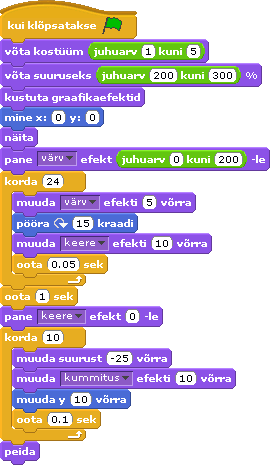 kui klõpsatakse
võta kostüüm juhuarv 1 kuni 5
võta suuruseks juhuarv 200 kuni 300 %
kustuta graafikaefektid
mine x: 0 y: 0
näita
pane värv efekt juhuarv 0 kuni 200 -le
korda 24
muuda värv efekti 5 võrra
pööra 15 kraadi
muuda keere efekti 10 võrra
oota 0.05 sek
oota 1 sek
pane keere efekt 0 -le
korda 10
muuda suurust -25 võrra
muuda kummitus efekti 10 võrra
muuda y 10 võrra
oota 0.1 sek
peida